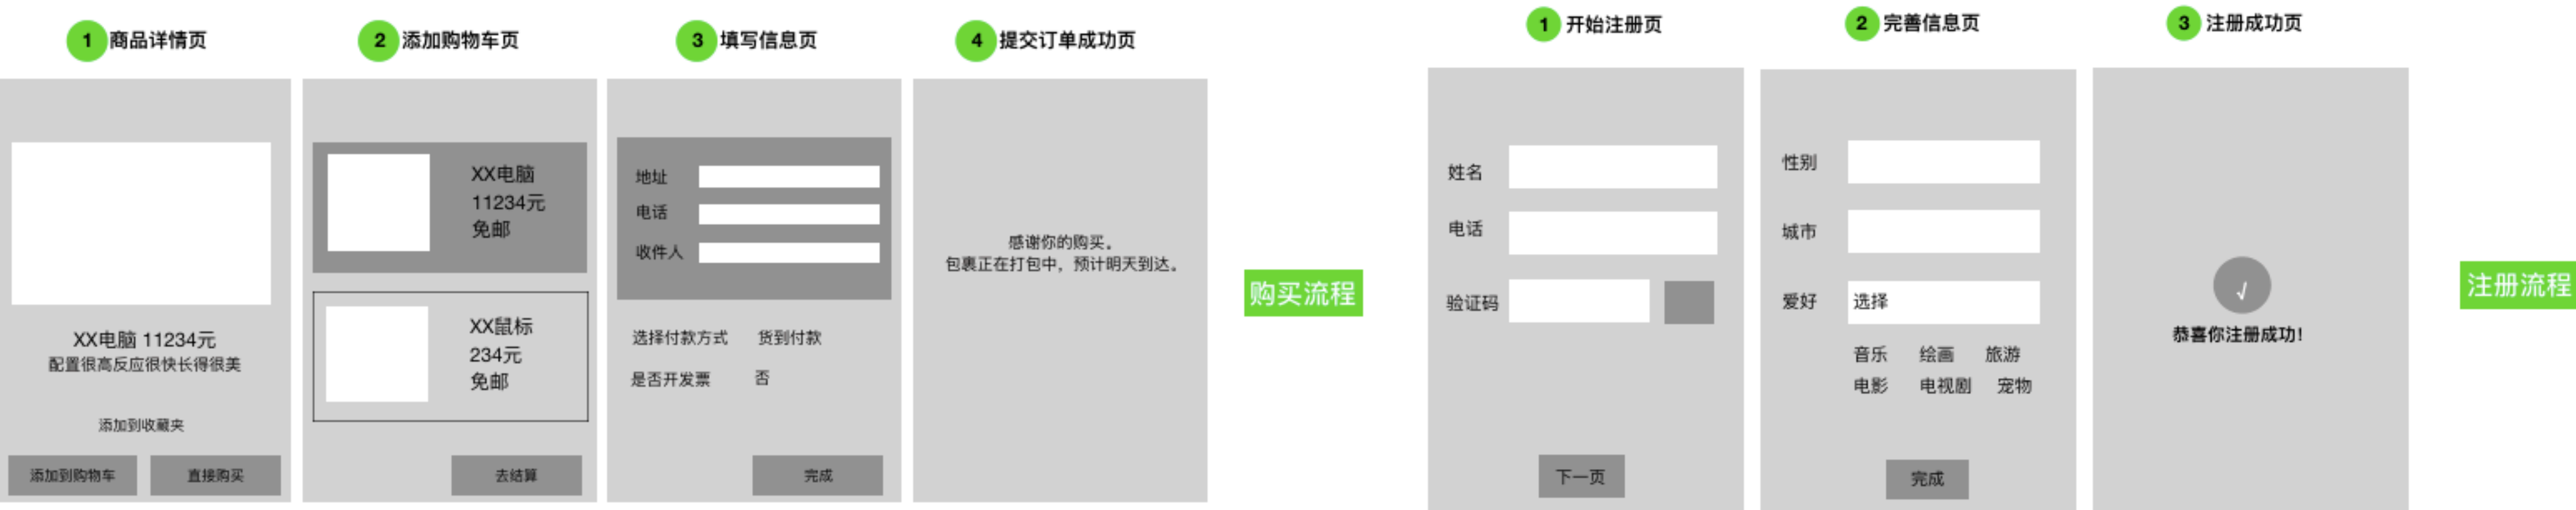 1 商品详情页
XX电脑 11234元
配置很高反应很快长得很美
添加到收藏夹
添加到购物车 直接购买
2 添加购物车页
XX电脑
11234元
免邮
XX鼠标
234元
免邮
去结算
3 填写信息页
地址
电话
收件人
选择付款方式 货到付款
是否开发票 否
完成
4 提交订单成功页
感谢你的购买。
包裹正在打包中，预计明天到达。
购买流程
1 开始注册页
姓名
电话
验证码
下一页
2 完善信息页
性别
城市
爱好 选择
音乐 绘画 旅游
电影 电视剧 宠物
完成
3 注册成功页
√
恭喜你注册成功!
注册流程